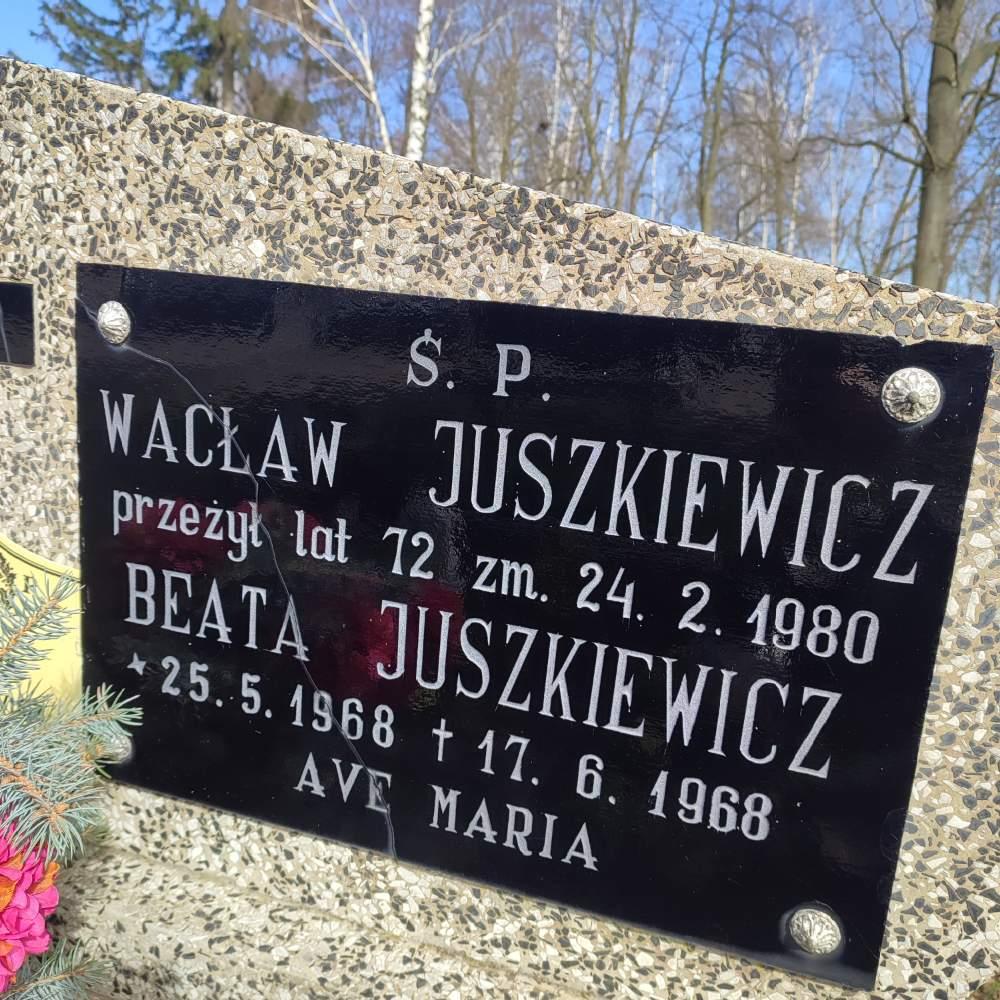 Ś. P.
WACŁAW JUSZKIEWICZ
przeżył lat 72 zm. 24. 2. 1980
BEATA JUSZKIEWICZ
* 25. 5. 1968 † 17. 6. 1968
AVE MARIA